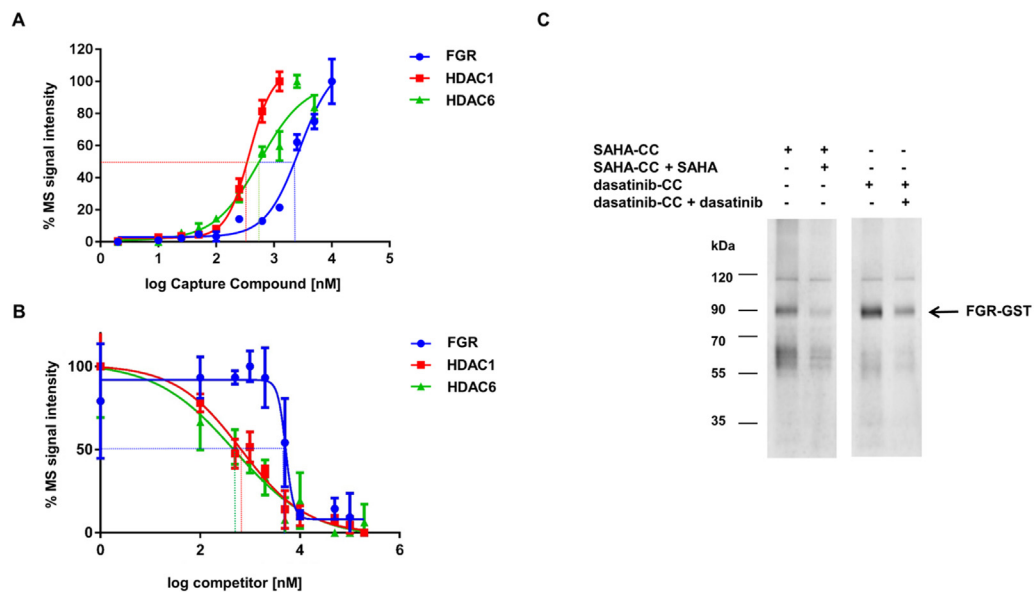 A
% MS signal intensity
120
100
80
60
40
20
0
0 1 2 3 4 5
log Capture Compound [nM]
FGR
HDAC1
HDAC6
B
% MS signal intensity
100
50
0
0 2 4 6
log competitor [nM]
FGR
HDAC1
HDAC6
C
SAHA-CC + + - -
SAHA-CC + SAHA - + - -
dasatinib-CC - - + +
dasatinib-CC + dasatinib - - - +
kDa
120
90
70
55
35
FGR-GST